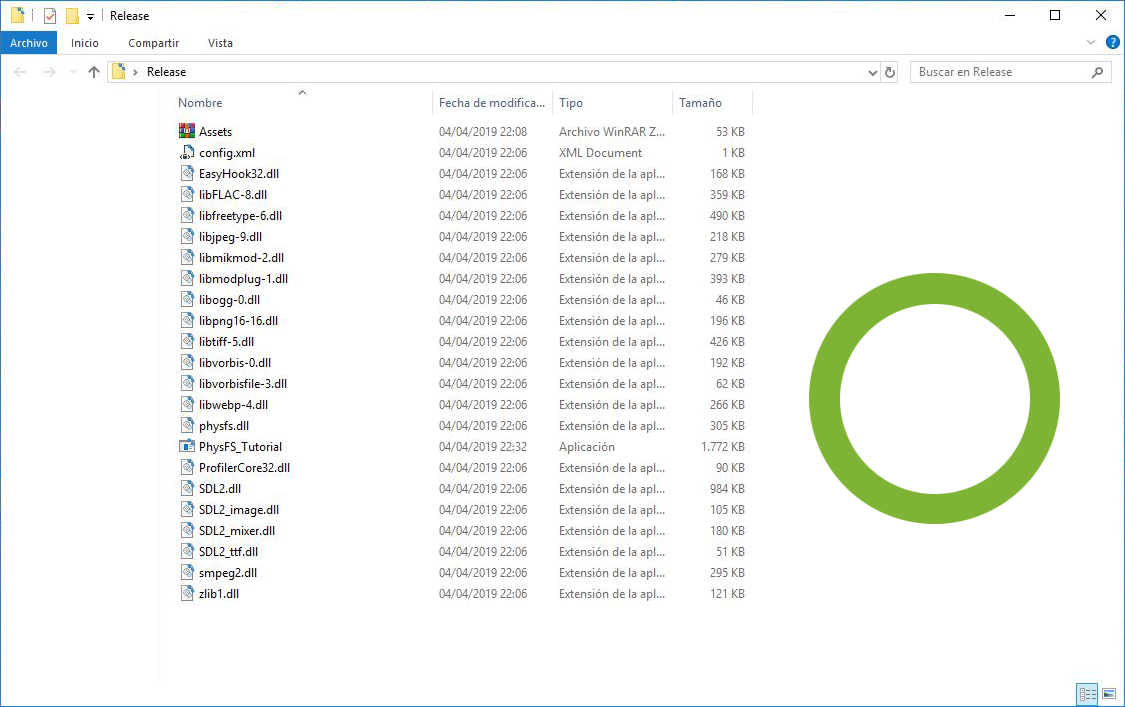 Release
Archivo Inicio Compartir Vista
Release Buscar en Release
Nombre Fecha de modifica... Tipo Tamaño
Assets 04/04/2019 22:08 Archivo WinRAR Z... 53 KB
config.xml 04/04/2019 22:06 XML Document 1 KB
EasyHook32.dll 04/04/2019 22:06 Extensión de la apl... 168 KB
libFLAC-8.dll 04/04/2019 22:06 Extensión de la apl... 359 KB
libfreetype-6.dll 04/04/2019 22:06 Extensión de la apl... 490 KB
libjpeg-9.dll 04/04/2019 22:06 Extensión de la apl... 218 KB
libmikmod-2.dll 04/04/2019 22:06 Extensión de la apl... 279 KB
libmodplug-1.dll 04/04/2019 22:06 Extensión de la apl... 393 KB
libogg-0.dll 04/04/2019 22:06 Extensión de la apl... 46 KB
libpng16-16.dll 04/04/2019 22:06 Extensión de la apl... 196 KB
libtiff-5.dll 04/04/2019 22:06 Extensión de la apl... 426 KB
libvorbis-0.dll 04/04/2019 22:06 Extensión de la apl... 192 KB
libvorbisfile-3.dll 04/04/2019 22:06 Extensión de la apl... 62 KB
libwebp-4.dll 04/04/2019 22:06 Extensión de la apl... 266 KB
physfs.dll 04/04/2019 22:06 Extensión de la apl... 305 KB
PhysFS_Tutorial 04/04/2019 22:32 Aplicación 1.772 KB
ProfilerCore32.dll 04/04/2019 22:06 Extensión de la apl... 90 KB
SDL2.dll 04/04/2019 22:06 Extensión de la apl... 984 KB
SDL2_image.dll 04/04/2019 22:06 Extensión de la apl... 105 KB
SDL2_mixer.dll 04/04/2019 22:06 Extensión de la apl... 180 KB
SDL2_ttf.dll 04/04/2019 22:06 Extensión de la apl... 51 KB
smpeg2.dll 04/04/2019 22:06 Extensión de la apl... 295 KB
zlib1.dll 04/04/2019 22:06 Extensión de la apl... 121 KB